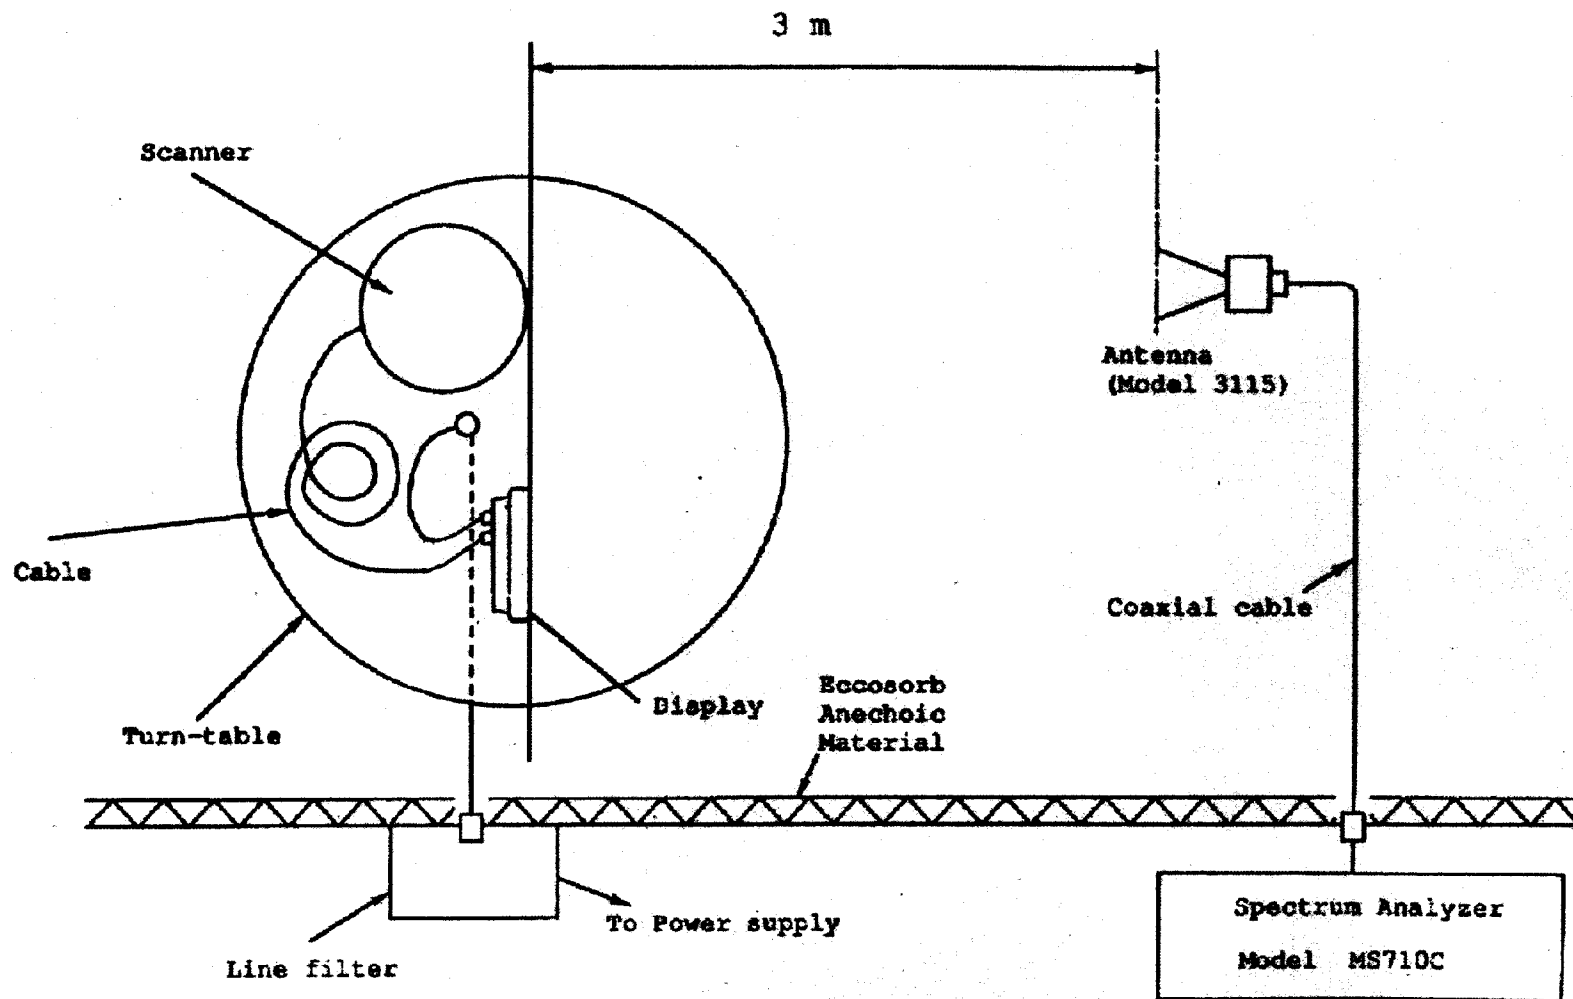 3 m
Scanner
Antenna
(Model 3115)
Cable
Coaxial cable
Eccosorb
Anechoic
Material
Display
Turn-table
To Power supply
Line filter
Spectrum Analyzer
Model MS710C